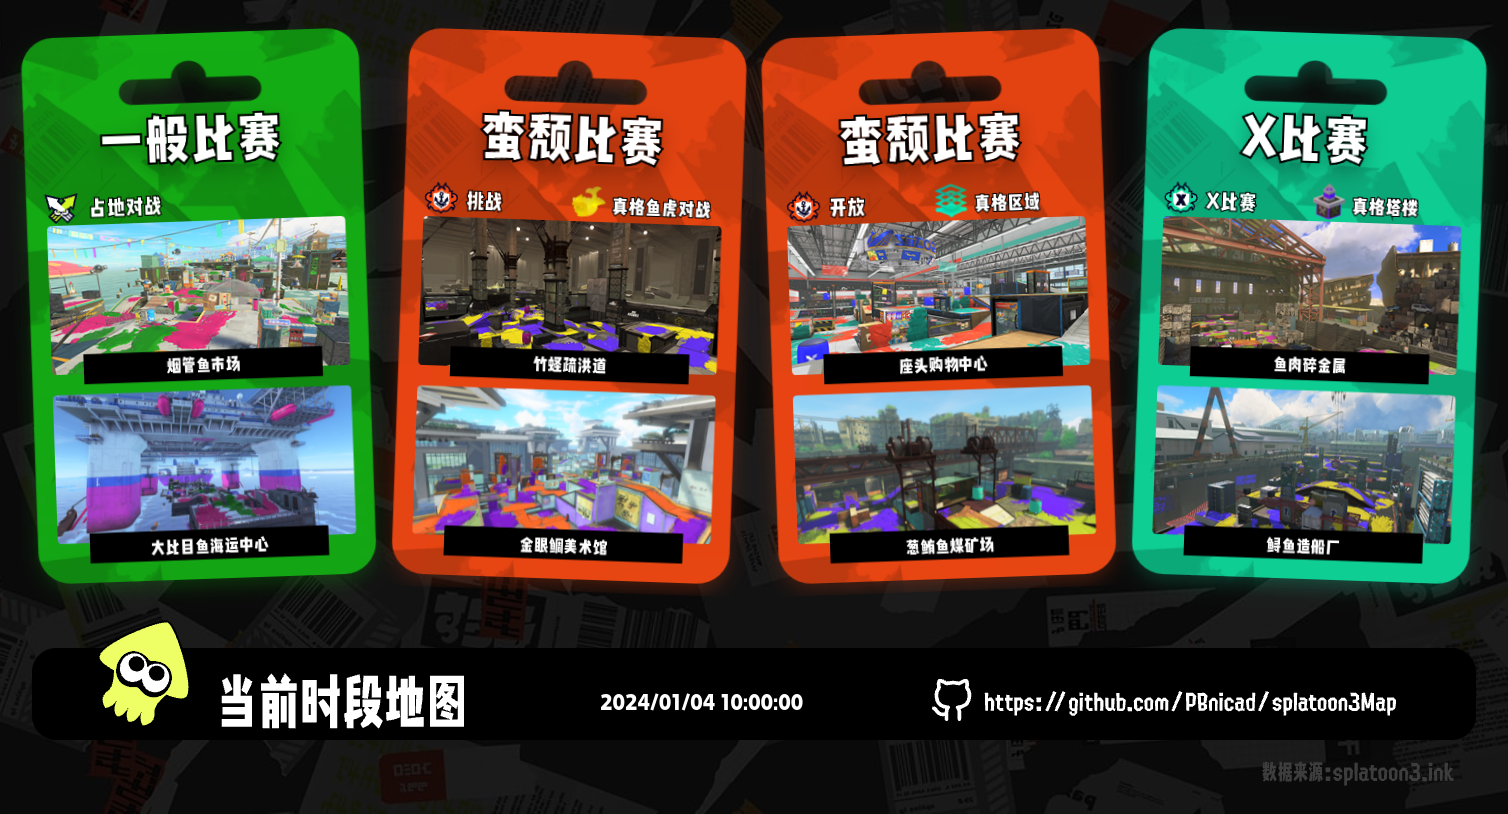 一般比赛
占地对战
烟管鱼市场
大比目鱼海运中心
蛮颓比赛
挑战
真格鱼虎对战
竹蛏疏洪道
金眼鲷美术馆
蛮颓比赛
开放
真格区域
座头购物中心
葱鲔鱼煤矿场
X比赛
X比赛
真格塔楼
鱼肉碎金属
鲟鱼造船厂
当前时段地图
2024/01/04 10:00:00
https://github.com/PBnicad/splatoon3Map
数据来源:splatoon3.ink